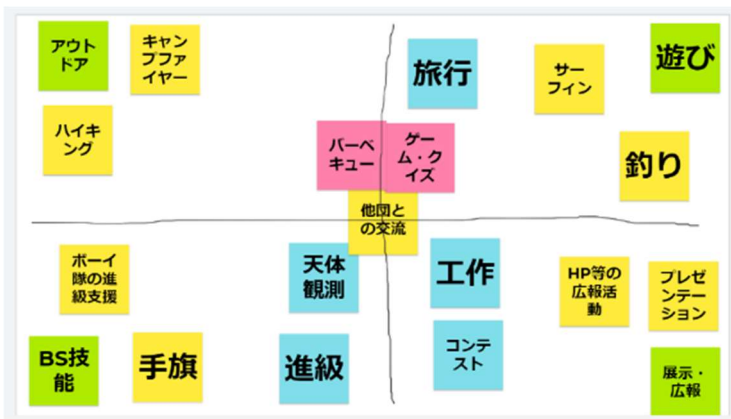 アウト
ドア
キャン
プファ
イヤー
ハイキ
ング
バーベ
キュー
旅行
サー
フィン
遊び
ゲー
ム・ク
イズ
釣り
他団と
の交流
ボーイ
隊の進
級支援
天体
観測
BS技
能
手旗
進級
工作
HP等の
広報活
動
プレゼ
ンテー
ション
コンテ
スト
展示・
広報